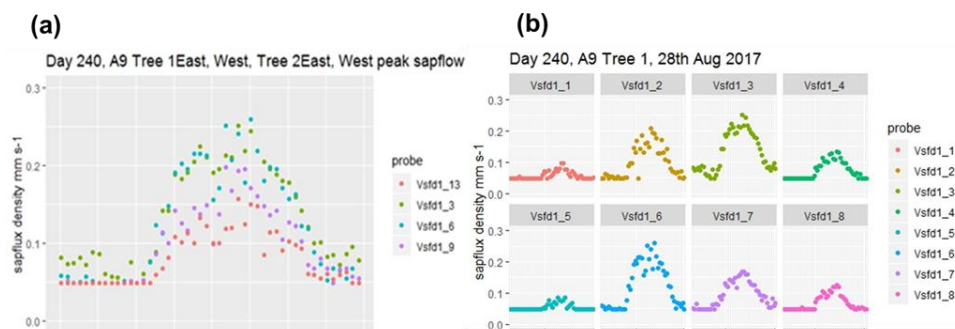 (a)
Day 240, A9 Tree 1East, West, Tree 2East, West peak sapflow
sapflux density mm s-1
0.3
0.2
0.1
0.0
probe
Vsfd1_13
Vsfd1_3
Vsfd1_6
Vsfd1_9
(b)
Day 240, A9 Tree 1, 28th Aug 2017
sapflux density mm s-1
Vsfd1_1 Vsfd1_2 Vsfd1_3 Vsfd1_4
0.3
0.2
0.1
0.0
Vsfd1_5 Vsfd1_6 Vsfd1_7 Vsfd1_8
0.3
0.2
0.1
0.0
probe
Vsfd1_1
Vsfd1_2
Vsfd1_3
Vsfd1_4
Vsfd1_5
Vsfd1_6
Vsfd1_7
Vsfd1_8